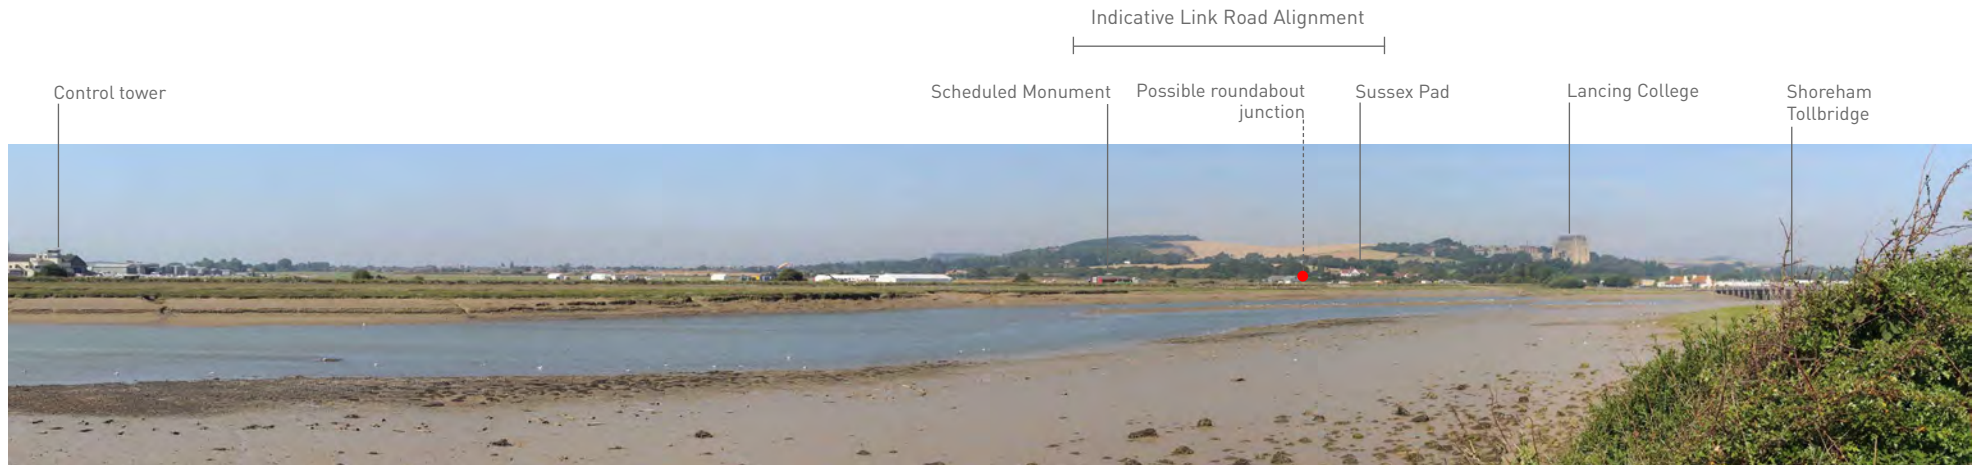 Indicative Link Road Alignment
Control tower
Scheduled Monument
Possible roundabout
junction
Sussex Pad
Lancing College
Shoreham
Tollbridge